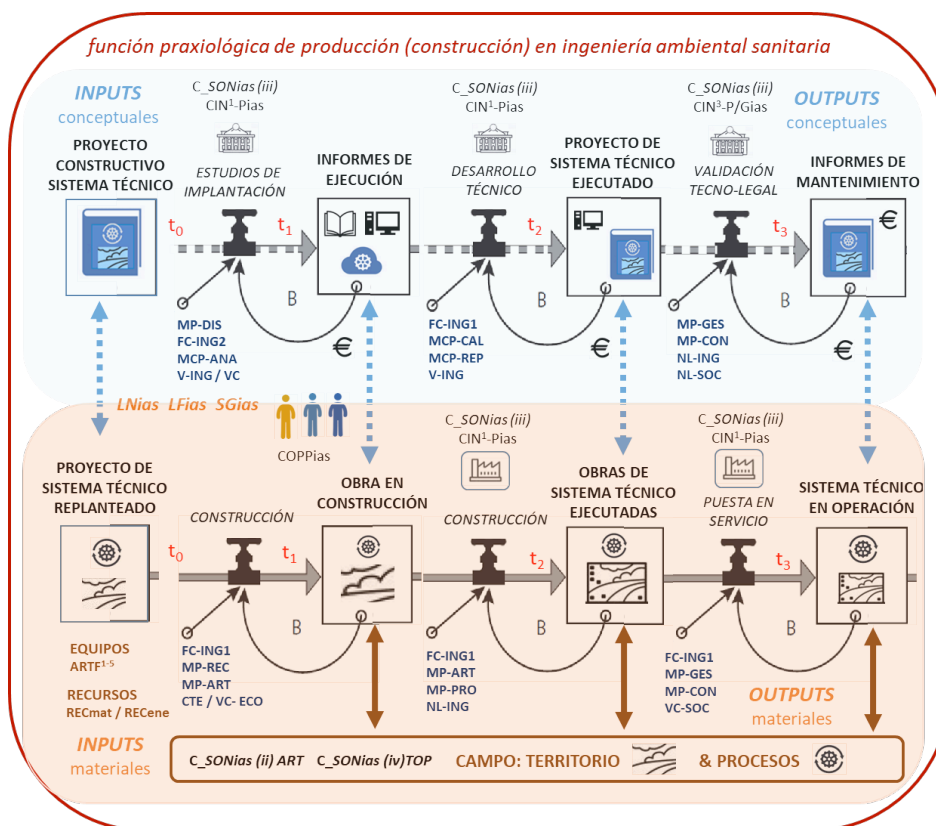 función praxiológica de producción (construcción) en ingeniería ambiental sanitaria
INPUTS
conceptuales
C_SONias (iii)
CIN¹-Pias
C_SONias (iii)
CIN¹-Pias
C_SONias (iii)
CIN³-P/Gias
OUTPUTS
conceptuales
PROYECTO
CONSTRUCTIVO
SISTEMA TÉCNICO
ESTUDIOS DE
IMPLANTACIÓN
INFORMES DE
EJECUCIÓN
DESARROLLO
TÉCNICO
PROYECTO DE
SISTEMA TÉCNICO
EJECUTADO
VALIDACIÓN
TECNO-LEGAL
INFORMES DE
MANTENIMIENTO
t₀
t₁
t₂
t₃
€
B
B
B
MP-DIS
FC-ING2
MCP-ANA
V-ING / VC
€
FC-ING1
MCP-CAL
MCP-REP
V-ING
€
MP-GES
MP-CON
NL-ING
NL-SOC
€
LNias LFias SGias
COPPias
C_SONias (iii)
CIN¹-Pias
C_SONias (iii)
CIN¹-Pias
PROYECTO DE
SISTEMA TÉCNICO
REPLANTEADO
CONSTRUCCIÓN
OBRA EN
CONSTRUCCIÓN
CONSTRUCCIÓN
OBRAS DE
SISTEMA TÉCNICO
EJECUTADAS
PUESTA EN
SERVICIO
SISTEMA TÉCNICO
EN OPERACIÓN
t₀
t₁
t₂
t₃
B
B
B
EQUIPOS
ARTF¹⁻⁵
RECURSOS
RECmat / RECene
FC-ING1
MP-REC
MP-ART
CTE / VC- ECO
FC-ING1
MP-ART
MP-PRO
NL-ING
FC-ING1
MP-GES
MP-CON
VC-SOC
OUTPUTS
materiales
INPUTS
materiales
C_SONias (ii) ART C_SONias (iv)TOP CAMPO: TERRITORIO & PROCESOS